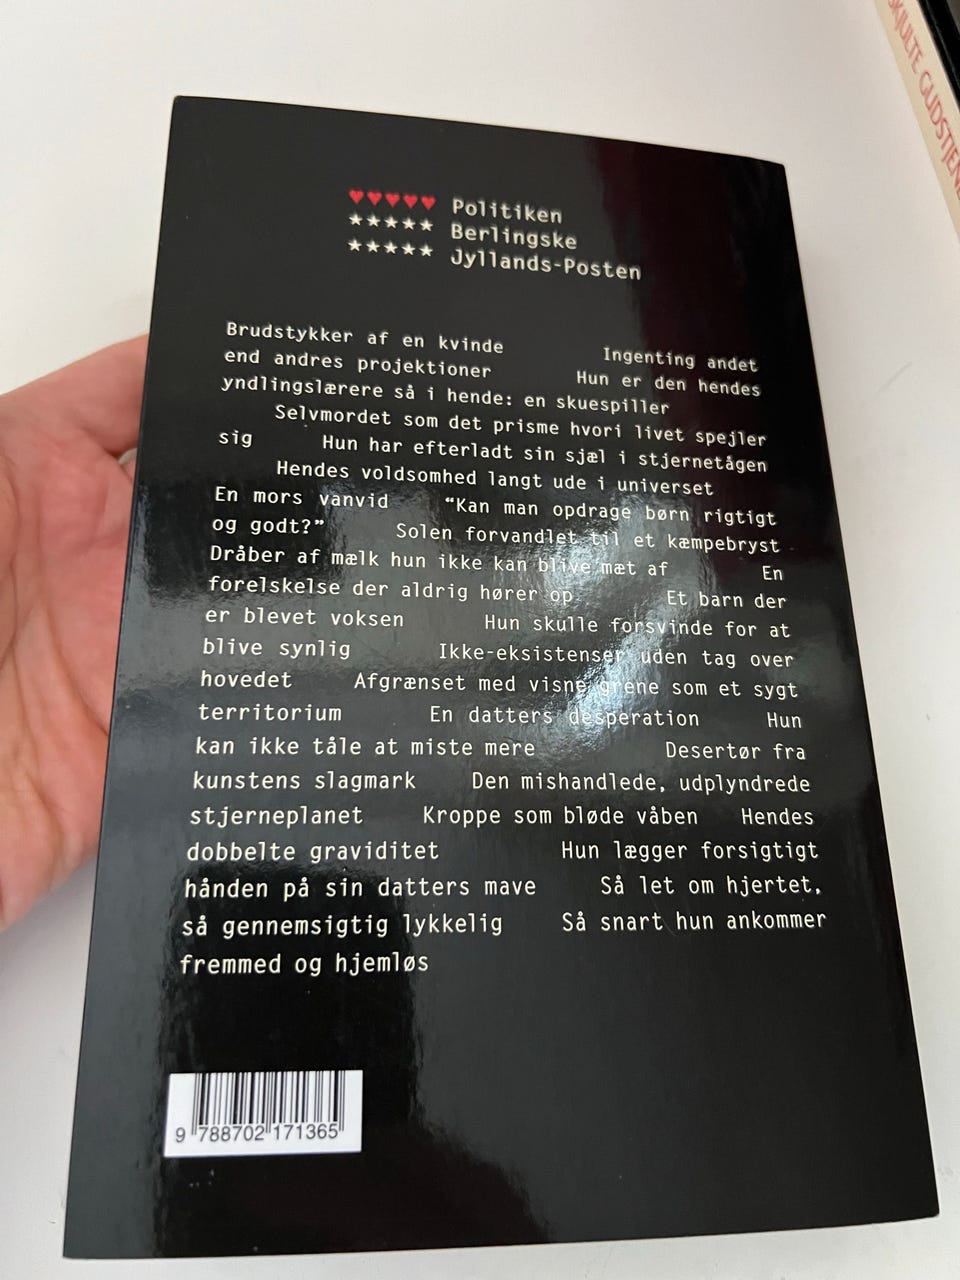 SKJULTE GUDSTJENE
♥♥♥♥♥ Politiken
★★★★★ Berlingske
★★★★★ Jyllands-Posten
Brudstykker af en kvinde Ingenting andet
end andres projektioner Hun er den hendes
yndlingslærere så i hende: en skuespiller
Selvmordet som det prisme hvori livet spejler
sig Hun har efterladt sin sjæl i stjernetågen
Hendes voldsomhed langt ude i universet
En mors vanvid “Kan man opdrage børn rigtigt
og godt?” Solen forvandlet til et kæmpebryst
Dråber af mælk hun ikke kan blive mæt af En
forelskelse der aldrig hører op Et barn der
er blevet voksen Hun skulle forsvinde for at
blive synlig Ikke-eksistenser uden tag over
hovedet Afgrænset med visne grene som et sygt
territorium En datters desperation Hun
kan ikke tåle at miste mere Desertør fra
kunstens slagmark Den mishandlede, udplyndrede
stjerneplanet Kroppe som bløde våben Hendes
dobbelte graviditet Hun lægger forsigtigt
hånden på sin datters mave Så let om hjertet,
så gennemsigtig lykkelig Så snart hun ankommer
fremmed og hjemløs
9 788702 171365